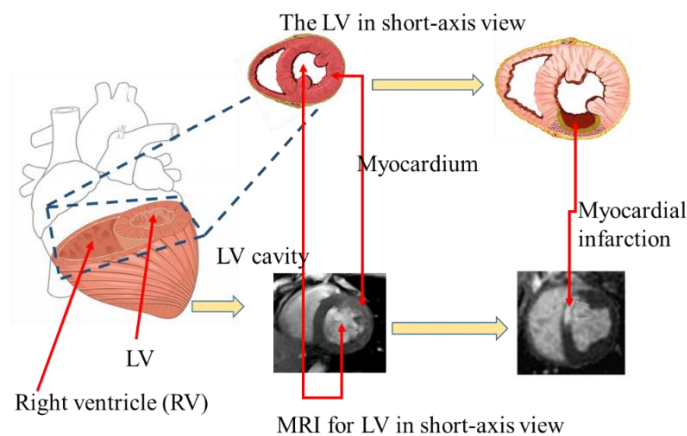 The LV in short-axis view
Myocardium
Myocardial
infarction
LV cavity
LV
Right ventricle (RV)
MRI for LV in short-axis view